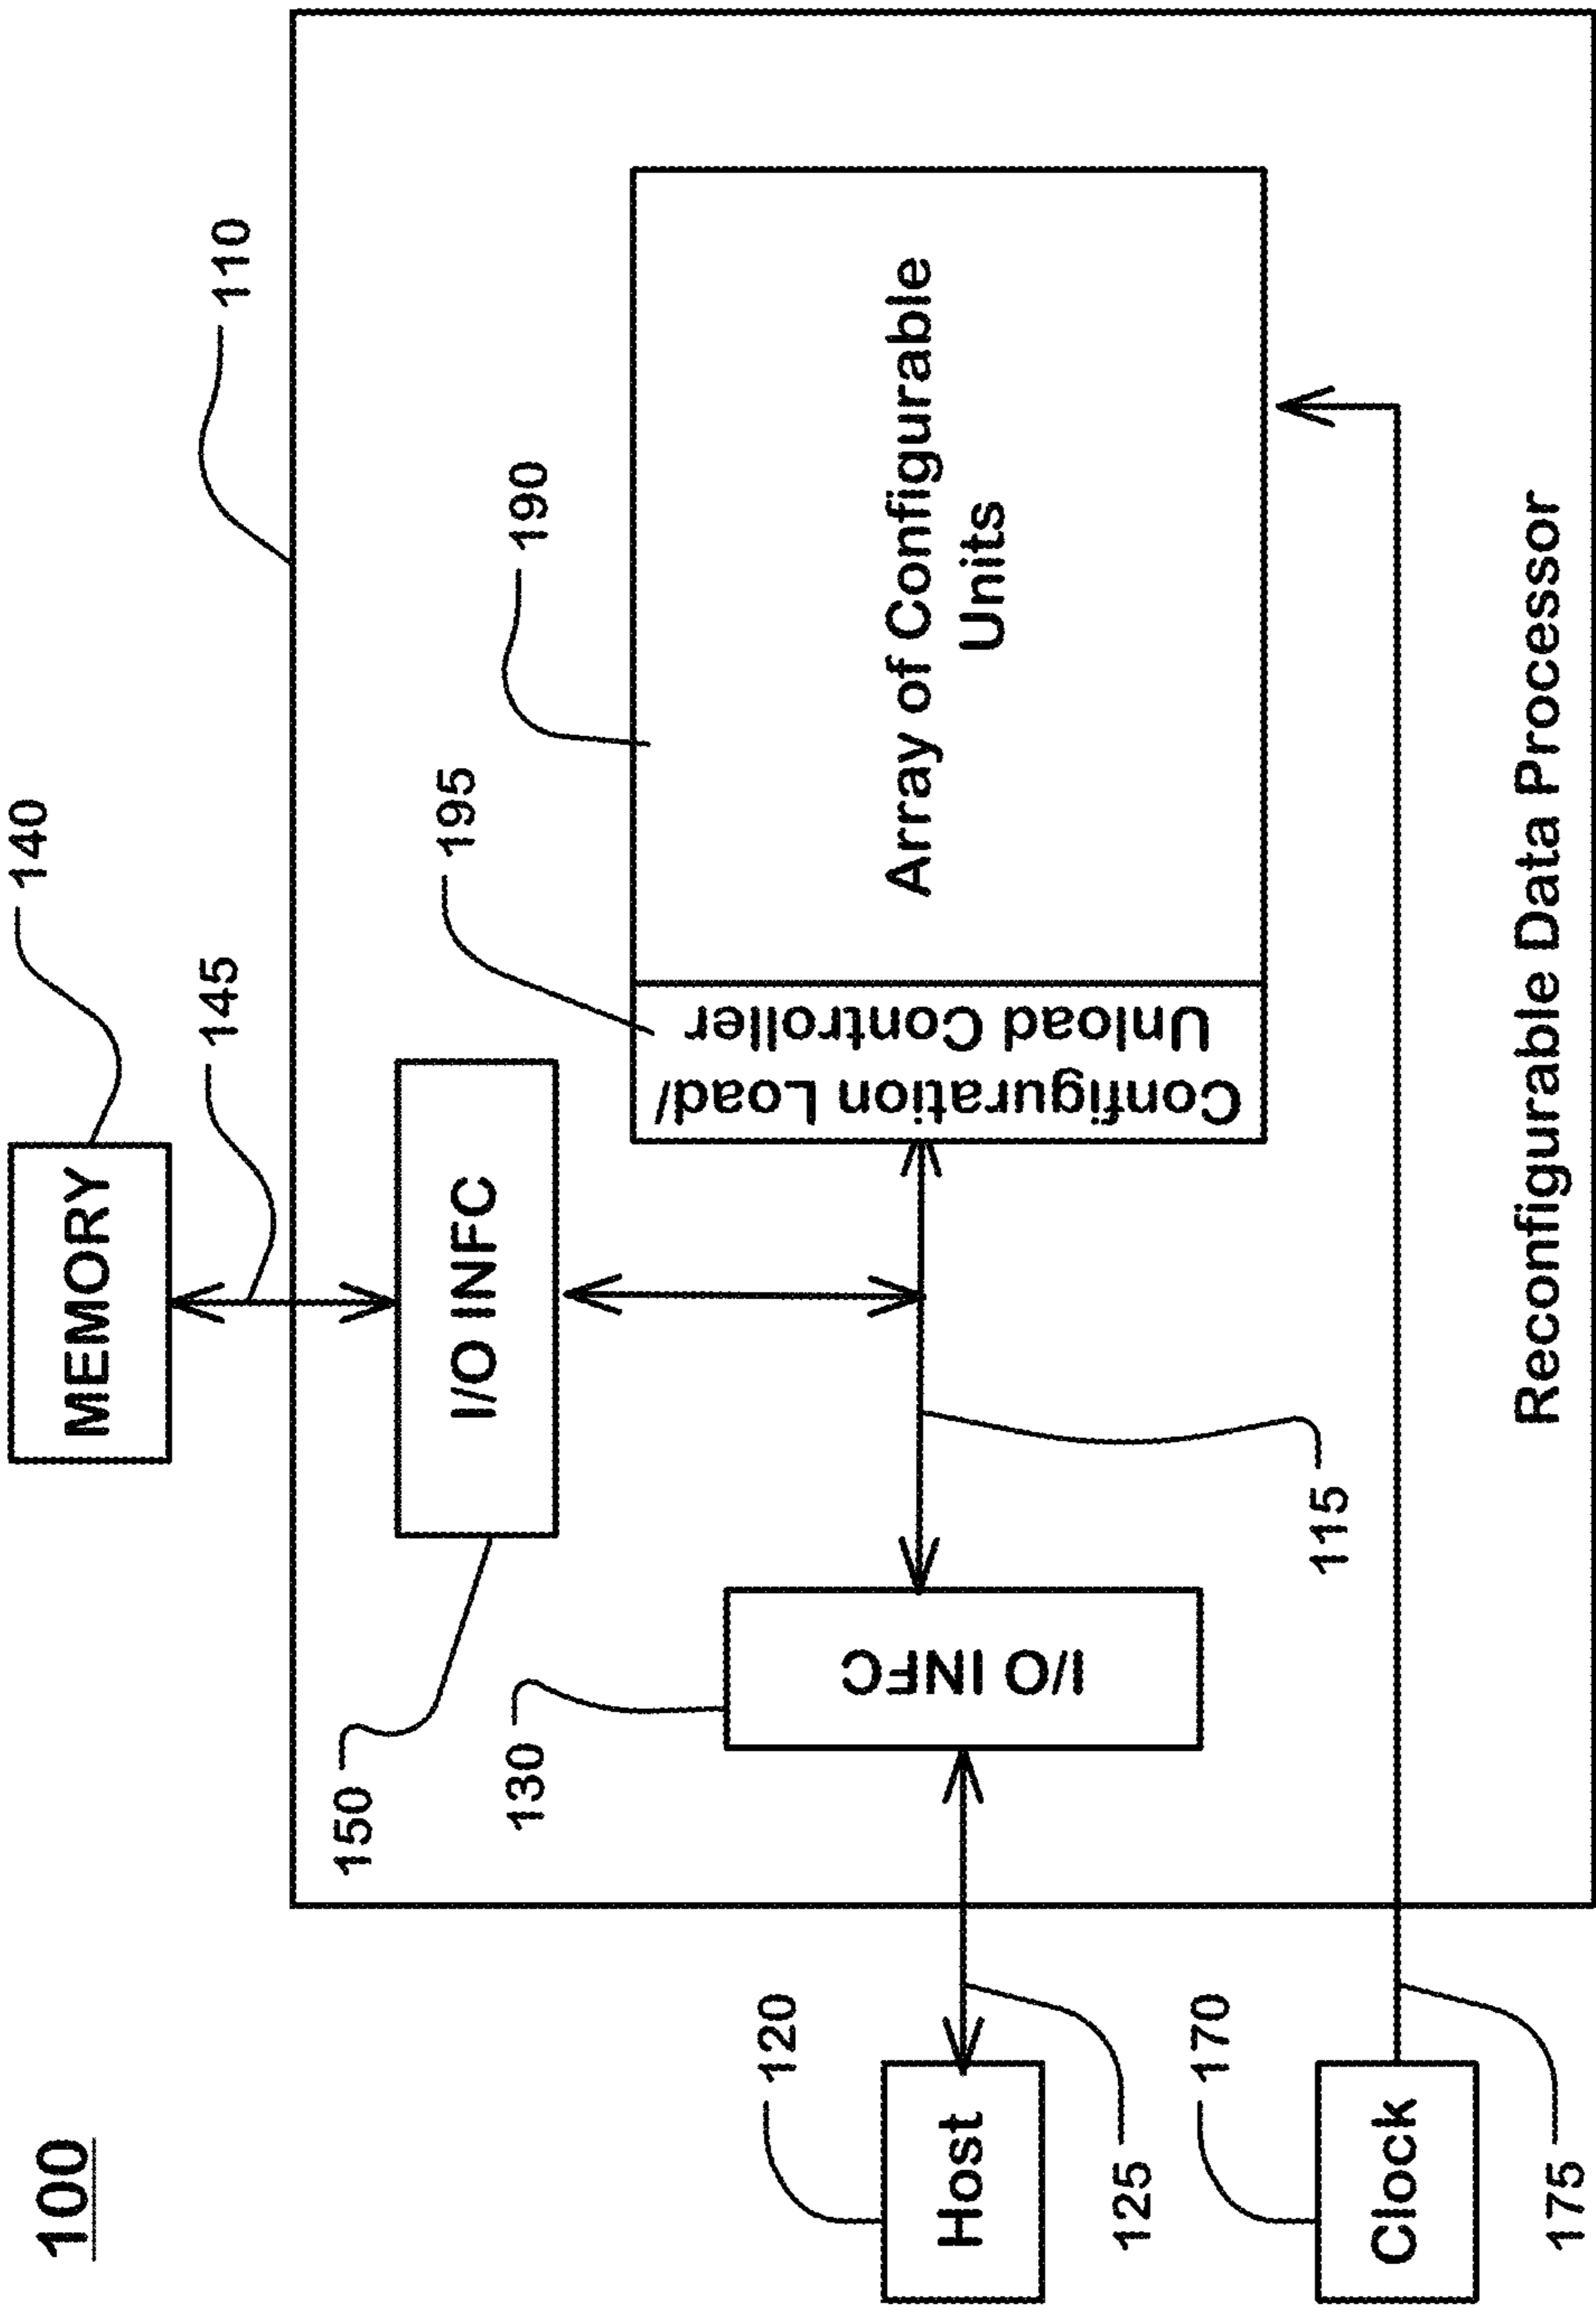 100
MEMORY
140
145
110
I/O INFC
150
130
I/O INFC
195
190
Configuration Load/
Unload Controller
Array of Configurable
Units
120
Host
125
115
170
Clock
175
Reconfigurable Data Processor